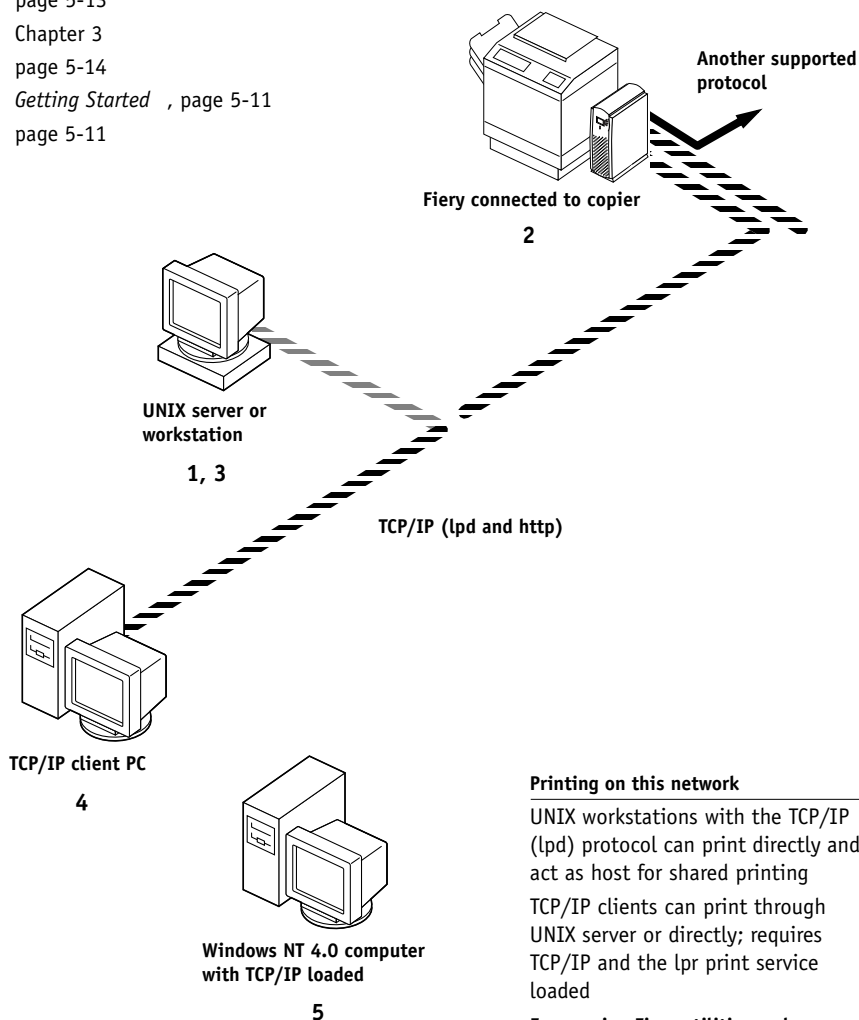 page 5-13
Chapter 3
page 5-14
Getting Started , page 5-11
page 5-11
Another supported
protocol
Fiery connected to copier
2
UNIX server or
workstation
1, 3
TCP/IP (lpd and http)
TCP/IP client PC
4
Windows NT 4.0 computer
with TCP/IP loaded
5
Printing on this network
UNIX workstations with the TCP/IP
(lpd) protocol can print directly and
act as host for shared printing
TCP/IP clients can print through
UNIX server or directly; requires
TCP/IP and the lpr print service
loaded